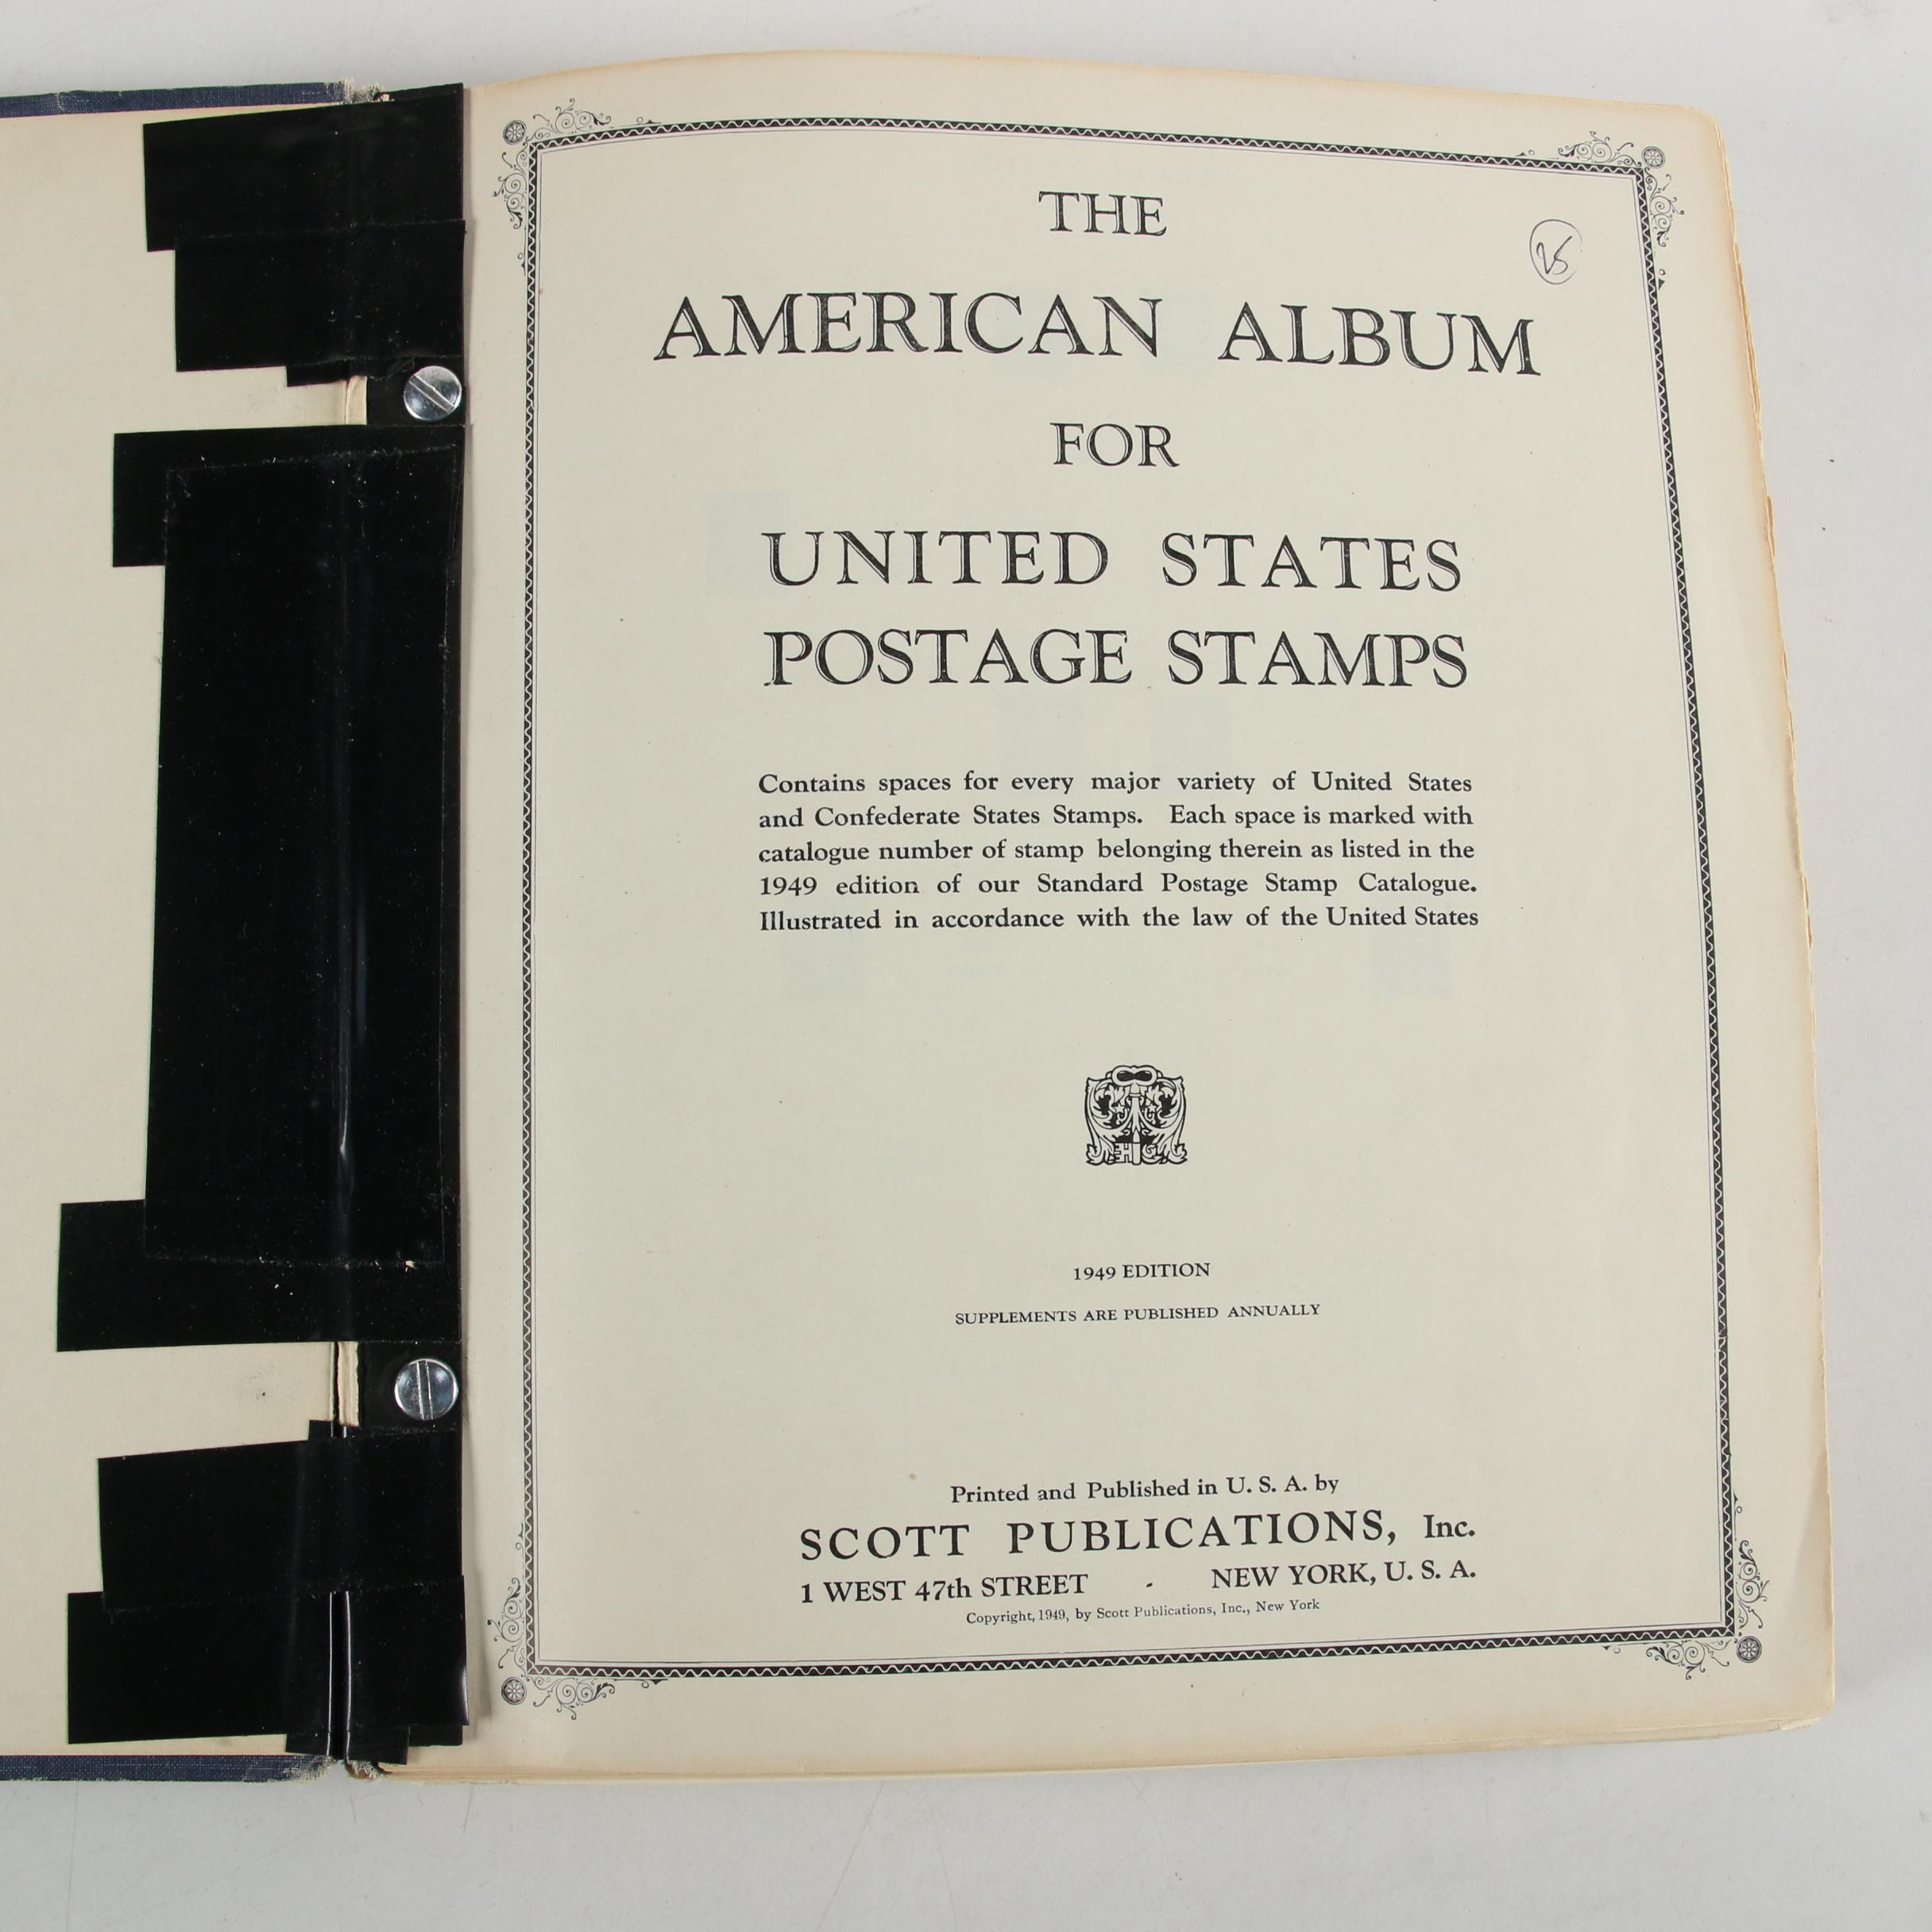 THE
25
AMERICAN ALBUM
FOR
UNITED STATES
POSTAGE STAMPS
Contains spaces for every major variety of United States
and Confederate States Stamps. Each space is marked with
catalogue number of stamp belonging therein as listed in the
1949 edition of our Standard Postage Stamp Catalogue.
Illustrated in accordance with the law of the United States
1949 EDITION
SUPPLEMENTS ARE PUBLISHED ANNUALLY
Printed and Published in U. S. A. by
SCOTT PUBLICATIONS, Inc.
1 WEST 47th STREET - NEW YORK, U. S. A.
Copyright, 1949, by Scott Publications, Inc., New York